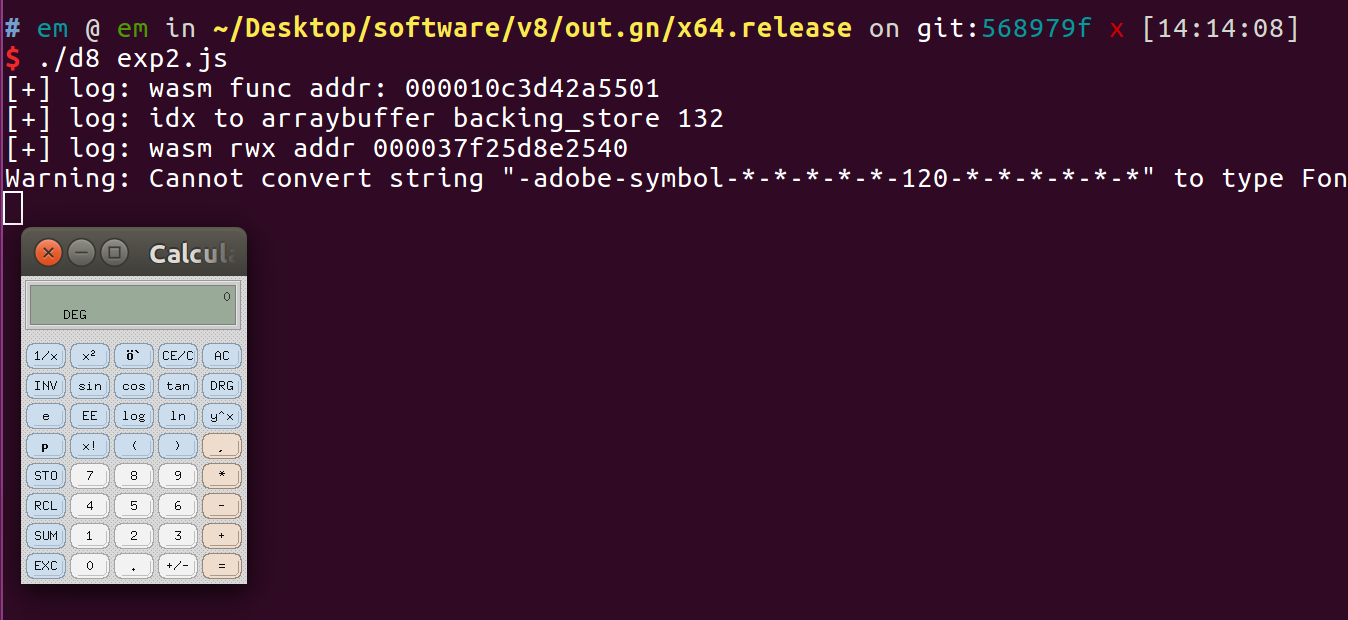 # em @ em in ~/Desktop/software/v8/out.gn/x64.release on git:568979f x [14:14:08]
$ ./d8 exp2.js
[+] log: wasm func addr: 000010c3d42a5501
[+] log: idx to arraybuffer backing_store 132
[+] log: wasm rwx addr 000037f25d8e2540
Warning: Cannot convert string "-adobe-symbol-*-*-*-*-*-120-*-*-*-*-*-*" to type Fon
Calcula
0
DEG
1/x x² ö` CE/C AC
INV sin cos tan DRG
e EE log ln y^x
p x! ( ) ,
STO 7 8 9 *
RCL 4 5 6 -
SUM 1 2 3 +
EXC 0 . +/- =